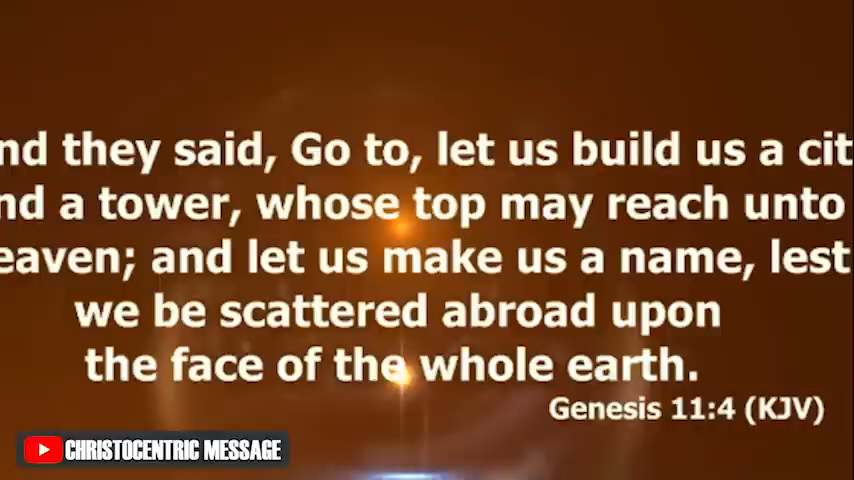 nd they said, Go to, let us build us a cit
nd a tower, whose top may reach unto
eaven; and let us make us a name, lest
we be scattered abroad upon
the face of the whole earth.
Genesis 11:4 (KJV)
CHRISTOCENTRIC MESSAGE